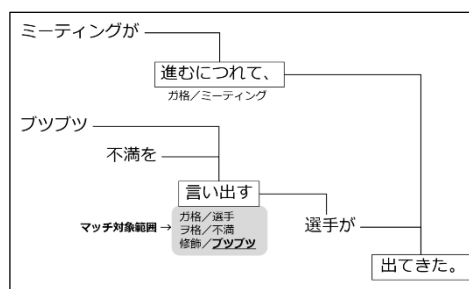 ミーティングが
進むにつれて、
ガ格／ミーティング
ブツブツ
不満を
言い出す
ガ格／選手
ヲ格／不満
修飾／ブツブツ
マッチ対象範囲 →
選手が
出てきた。